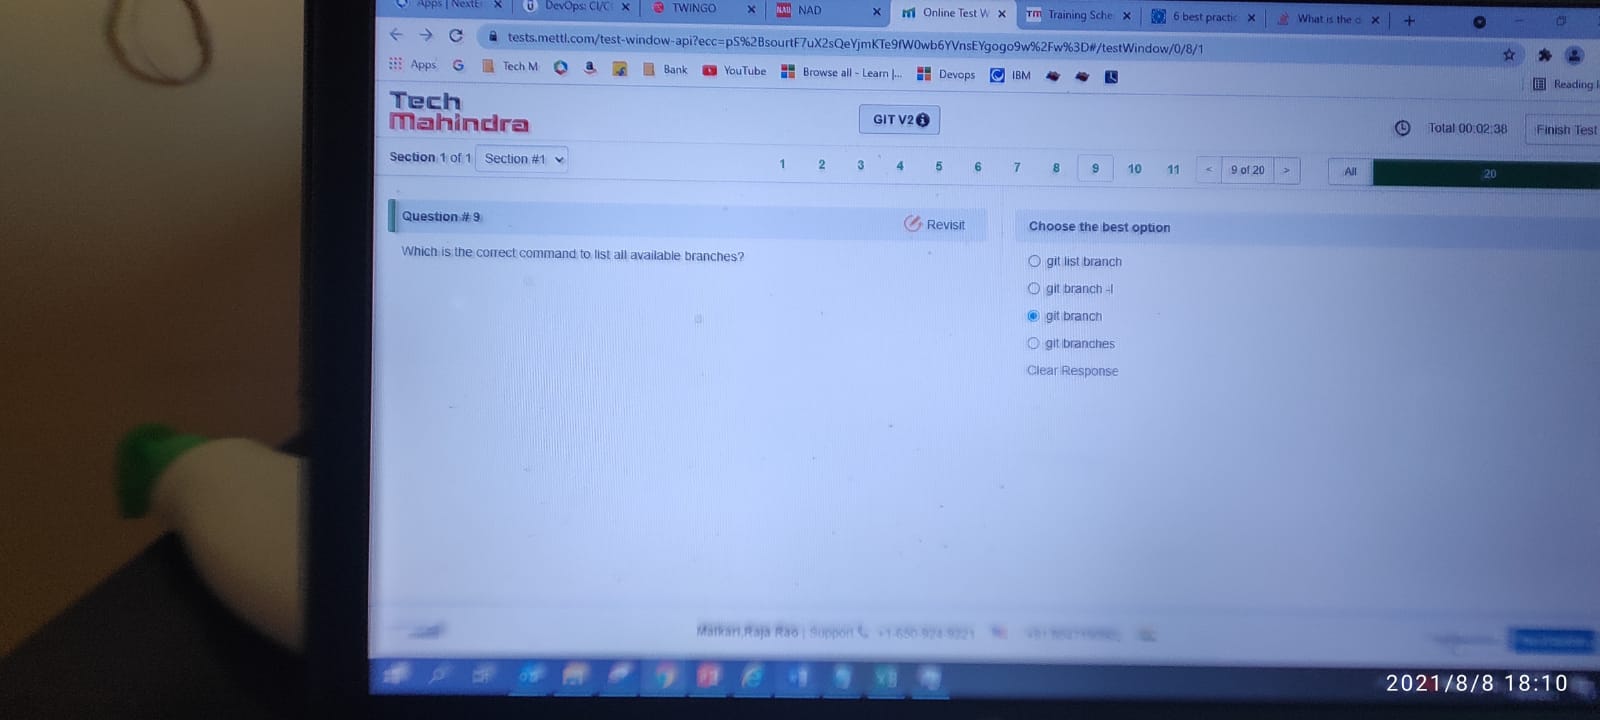 Apps | NextE
DevOps: CI/C
TWINGO
NAD
Online Test W
Training Sche
6 best practic
What is the d
tests.mettl.com/test-window-api?ecc=pS%2BsourtF7uX2sQeYjmKTe9fW0wb6YVnsEYgogo9w%2Fw%3D#/testWindow/0/8/1
Apps
Tech M
Bank
YouTube
Browse all - Learn |...
Devops
IBM
Reading l
Tech
Mahindra
GIT V2
Total 00:02:38
Finish Test
Section 1 of 1 Section #1
1 2 3 4 5 6 7 8 9 10 11 < 9 of 20 >
All 20
Question # 9
Revisit
Which is the correct command to list all available branches?
Choose the best option
git list branch
git branch -l
git branch
git branches
Clear Response
Raja Rao | Support
2021/8/8 18:10